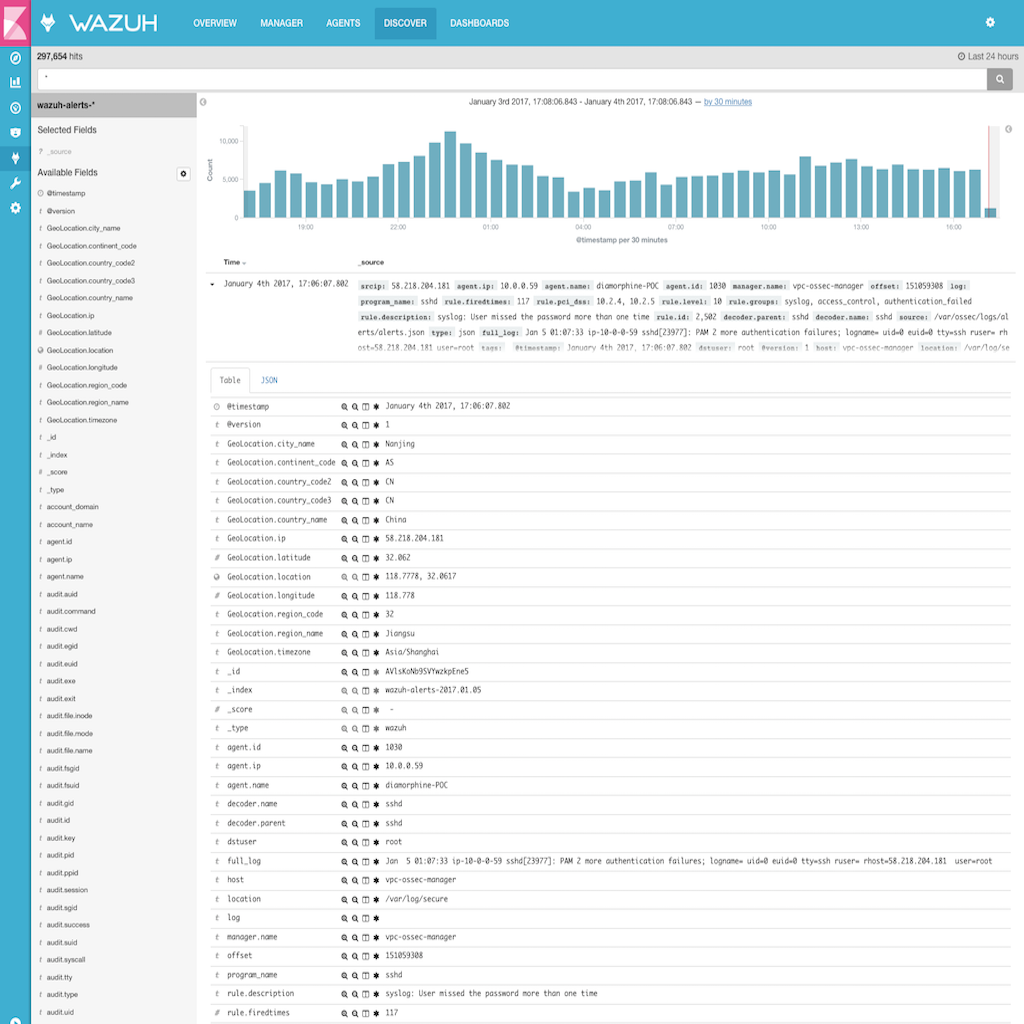 WAZUH OVERVIEW MANAGER AGENTS DISCOVER DASHBOARDS
297,654 hits Last 24 hours
*
wazuh-alerts-*
Selected Fields
? _source
Available Fields
@timestamp
t @version
t GeoLocation.city_name
t GeoLocation.continent_code
t GeoLocation.country_code2
t GeoLocation.country_code3
t GeoLocation.country_name
t GeoLocation.ip
# GeoLocation.latitude
GeoLocation.location
# GeoLocation.longitude
t GeoLocation.region_code
t GeoLocation.region_name
t GeoLocation.timezone
t _id
t _index
# _score
t _type
t account_domain
t account_name
t agent.id
t agent.ip
t agent.name
t audit.auid
t audit.command
t audit.cwd
t audit.egid
t audit.euid
t audit.exe
t audit.exit
t audit.file.inode
t audit.file.mode
t audit.file.name
t audit.fsgid
t audit.fsuid
t audit.gid
t audit.id
t audit.key
t audit.pid
t audit.ppid
t audit.session
t audit.sgid
t audit.success
t audit.suid
t audit.syscall
t audit.tty
t audit.type
t audit.uid
January 3rd 2017, 17:08:06.843 - January 4th 2017, 17:08:06.843 — by 30 minutes
Count
10,000
5,000
0
19:00 22:00 01:00 04:00 07:00 10:00 13:00 16:00
@timestamp per 30 minutes
Time _source
January 4th 2017, 17:06:07.802 srcip: 58.218.204.181 agent.ip: 10.0.0.59 agent.name: diamorphine-POC agent.id: 1030 manager.name: vpc-ossec-manager offset: 151059308 log:
program_name: sshd rule.firedtimes: 117 rule.pci_dss: 10.2.4, 10.2.5 rule.level: 10 rule.groups: syslog, access_control, authentication_failed
rule.description: syslog: User missed the password more than one time rule.id: 2,502 decoder.parent: sshd decoder.name: sshd source: /var/ossec/logs/al
erts/alerts.json type: json full_log: Jan 5 01:07:33 ip-10-0-0-59 sshd[23977]: PAM 2 more authentication failures; logname= uid=0 euid=0 tty=ssh ruser= rh
ost=58.218.204.181 user=root tags: @timestamp: January 4th 2017, 17:06:07.802 dstuser: root @version: 1 host: vpc-ossec-manager location: /var/log/se
Table JSON
@timestamp January 4th 2017, 17:06:07.802
t @version 1
t GeoLocation.city_name Nanjing
t GeoLocation.continent_code AS
t GeoLocation.country_code2 CN
t GeoLocation.country_code3 CN
t GeoLocation.country_name China
t GeoLocation.ip 58.218.204.181
# GeoLocation.latitude 32.062
GeoLocation.location 118.7778, 32.0617
# GeoLocation.longitude 118.778
t GeoLocation.region_code 32
t GeoLocation.region_name Jiangsu
t GeoLocation.timezone Asia/Shanghai
t _id AVlsKoNb9SVYwzkpEne5
t _index wazuh-alerts-2017.01.05
# _score -
t _type wazuh
t agent.id 1030
t agent.ip 10.0.0.59
t agent.name diamorphine-POC
t decoder.name sshd
t decoder.parent sshd
t dstuser root
t full_log Jan 5 01:07:33 ip-10-0-0-59 sshd[23977]: PAM 2 more authentication failures; logname= uid=0 euid=0 tty=ssh ruser= rhost=58.218.204.181 user=root
t host vpc-ossec-manager
t location /var/log/secure
t log
t manager.name vpc-ossec-manager
t offset 151059308
t program_name sshd
t rule.description syslog: User missed the password more than one time
# rule.firedtimes 117